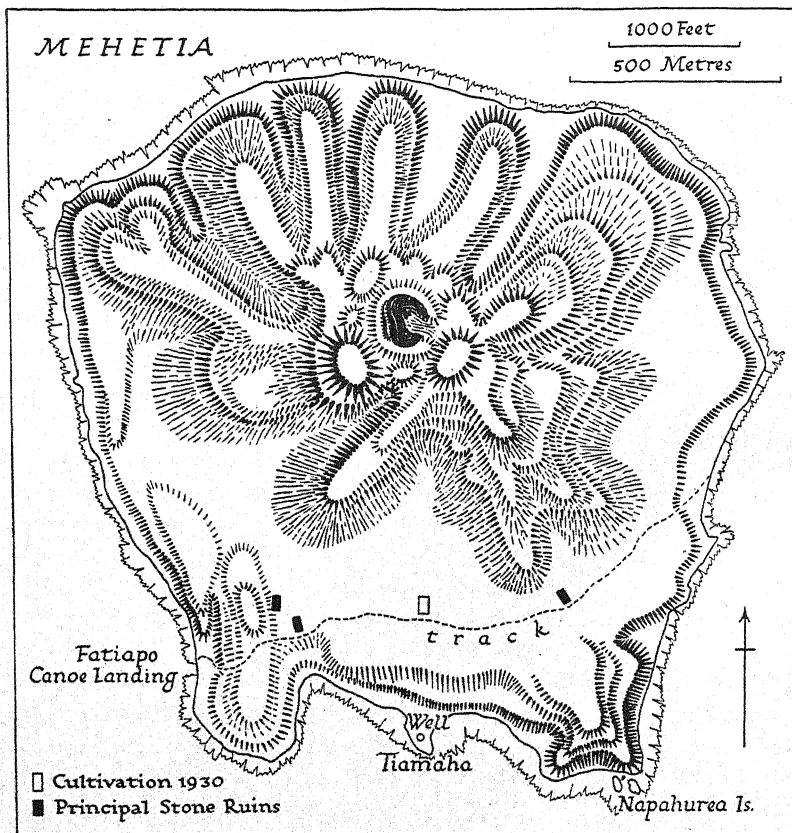 MEHETIA
1000 Feet
500 Metres
track
Fatiapo
Canoe Landing
Well
Tiamaha
Napahurea Is.
Cultivation 1930
Principal Stone Ruins